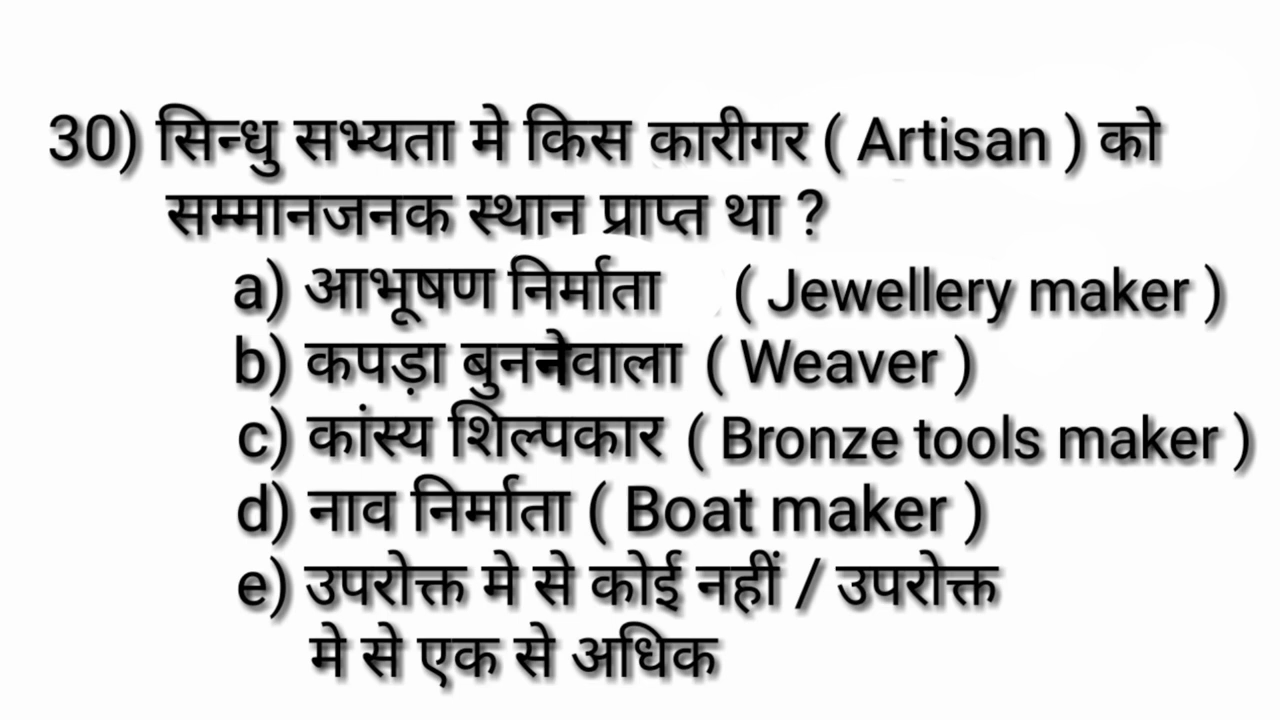 30) सिन्धु सभ्यता मे किस कारीगर ( Artisan ) को
सम्मानजनक स्थान प्राप्त था ?
a) आभूषण निर्माता ( Jewellery maker )
b) कपड़ा बुननेवाला ( Weaver )
c) कांस्य शिल्पकार ( Bronze tools maker )
d) नाव निर्माता ( Boat maker )
e) उपरोक्त मे से कोई नहीं / उपरोक्त
मे से एक से अधिक